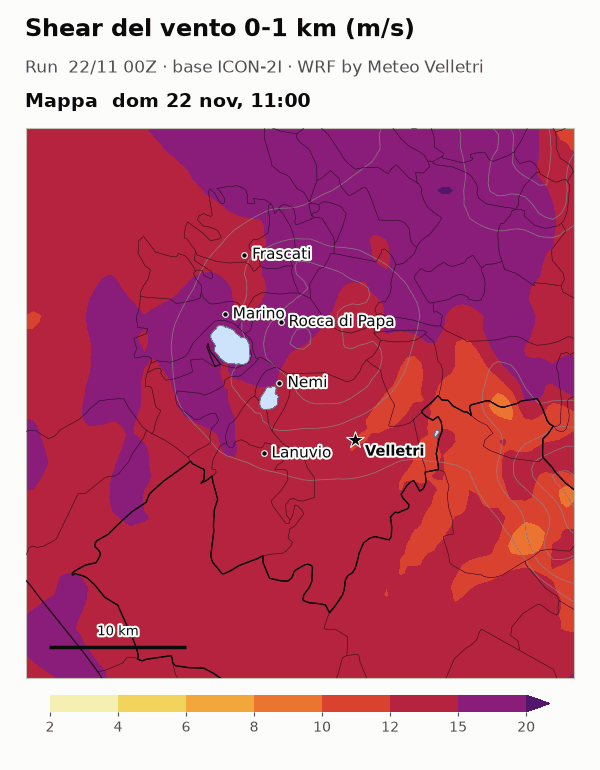 Shear del vento 0-1 km (m/s)
Run  22/11 00Z · base ICON-2I · WRF by Meteo Velletri
Mappa  dom 22 nov, 11:00
Frascati
Marino
Rocca di Papa
Nemi
Velletri
Lanuvio
10 km
2 4 6 8 10 12 15 20